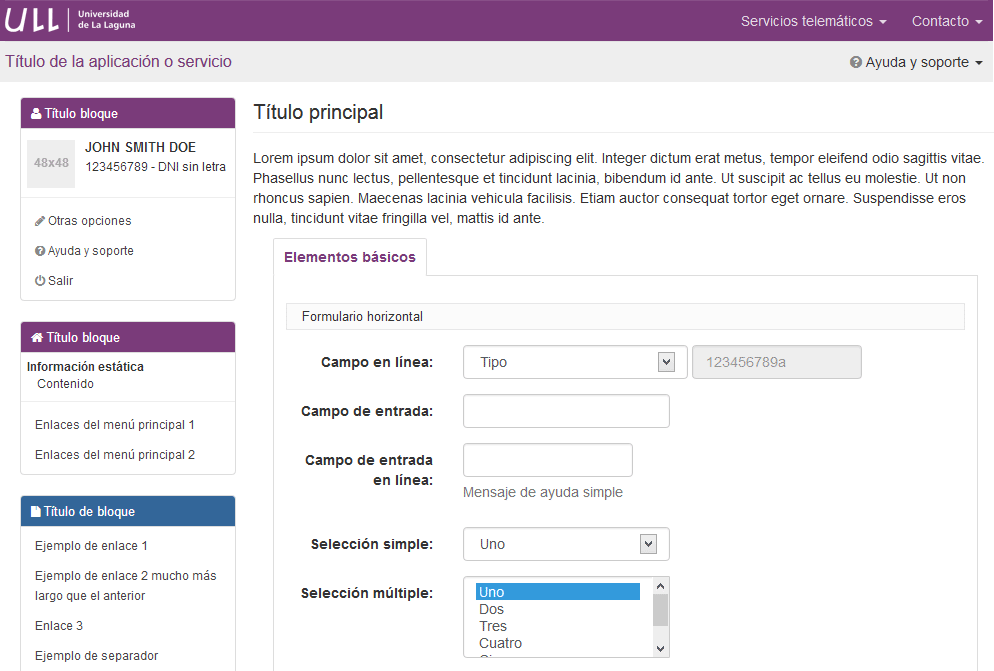 ULL Universidad
de La Laguna
Servicios telemáticos
Contacto
Título de la aplicación o servicio
Ayuda y soporte
Título bloque
48x48
JOHN SMITH DOE
123456789 - DNI sin letra
Otras opciones
Ayuda y soporte
Salir
Título bloque
Información estática
Contenido
Enlaces del menú principal 1
Enlaces del menú principal 2
Título de bloque
Ejemplo de enlace 1
Ejemplo de enlace 2 mucho más
largo que el anterior
Enlace 3
Ejemplo de separador
Título principal
Lorem ipsum dolor sit amet, consectetur adipiscing elit. Integer dictum erat metus, tempor eleifend odio sagittis vitae.
Phasellus nunc lectus, pellentesque et tincidunt lacinia, bibendum id ante. Ut suscipit ac tellus eu molestie. Ut non
rhoncus sapien. Maecenas lacinia vehicula facilisis. Etiam auctor consequat tortor eget ornare. Suspendisse eros
nulla, tincidunt vitae fringilla vel, mattis id ante.
Elementos básicos
Formulario horizontal
Campo en línea:
Tipo
123456789a
Campo de entrada:
Campo de entrada
en línea:
Mensaje de ayuda simple
Selección simple:
Uno
Selección múltiple:
Uno
Dos
Tres
Cuatro